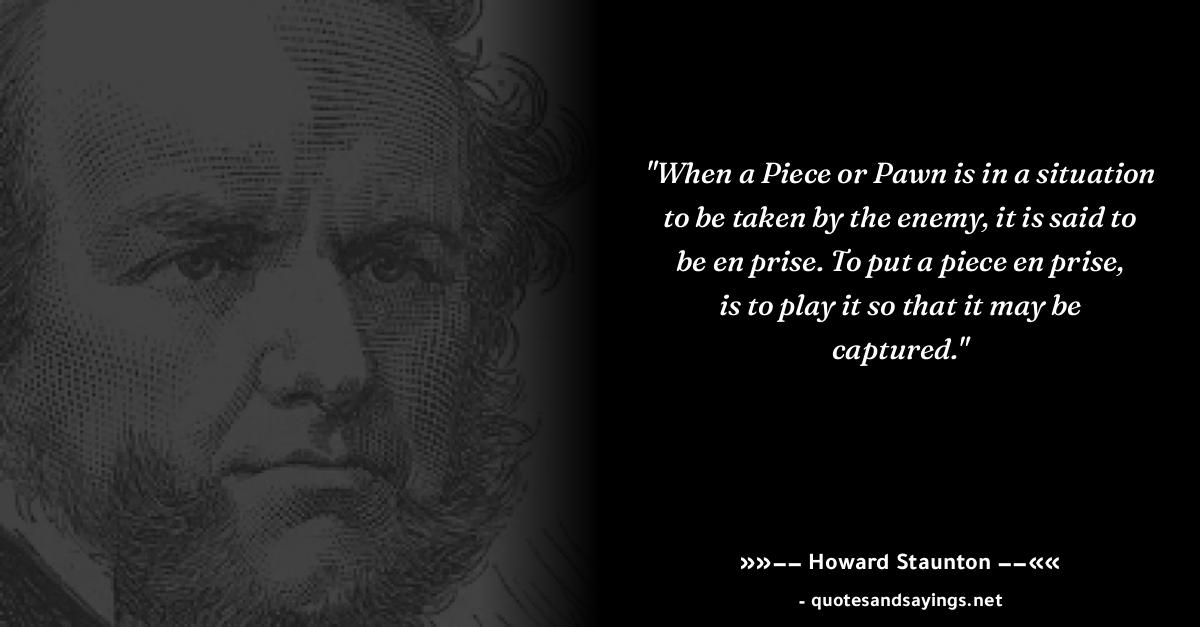 "When a Piece or Pawn is in a situation
to be taken by the enemy, it is said to
be en prise. To put a piece en prise,
is to play it so that it may be
captured."
»»–– Howard Staunton ––««
- quotesandsayings.net